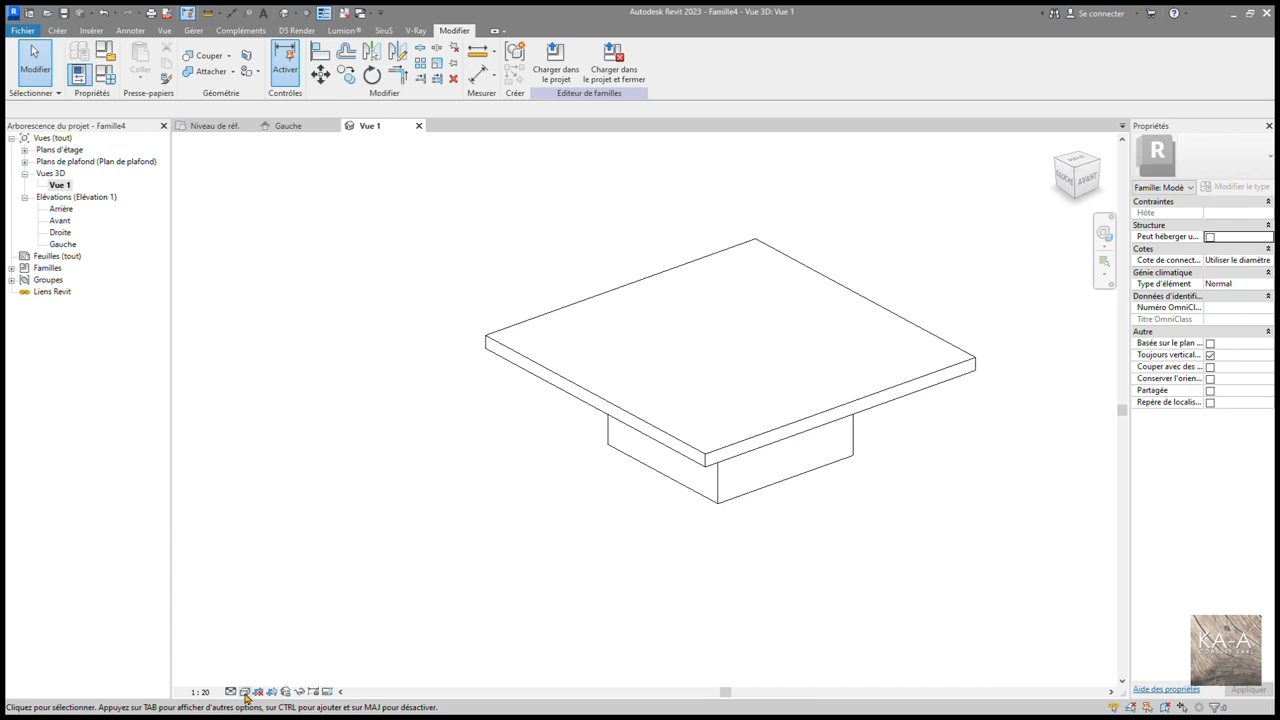 Autodesk Revit 2023 - Famille4 - Vue 3D: Vue 1
Se connecter
Fichier Créer Insérer Annoter Vue Gérer Compléments D5 Render Lumion® SiruS V-Ray Modifier
Modifier
Coller
Couper
Attacher
Activer
Charger dans
le projet
Charger dans
le projet et fermer
Sélectionner Propriétés Presse-papiers Géométrie Contrôles Modifier Mesurer Créer Editeur de familles
Arborescence du projet - Famille4
Vues (tout)
Plans d'étage
Plans de plafond (Plan de plafond)
Vues 3D
Vue 1
Elévations (Elévation 1)
Arrière
Avant
Droite
Gauche
Feuilles (tout)
Familles
Groupes
Liens Revit
Niveau de réf. Gauche Vue 1
GAUCHE AVANT
Propriétés
R
Famille: Modè Modifier le type
Contraintes
Hôte
Structure
Peut héberger u...
Cotes
Cote de connect... Utiliser le diamètre
Génie climatique
Type d'élément Normal
Données d'identifi...
Numéro OmniCl...
Titre OmniClass
Autre
Basée sur le plan ...
Toujours vertical...
Couper avec des ...
Conserver l'orien...
Partagée
Repère de localis...
KA-A
Aide des propriétés Appliquer
1 : 20
Cliquez pour sélectionner. Appuyez sur TAB pour afficher d'autres options, sur CTRL pour ajouter et sur MAJ pour désactiver.
:0